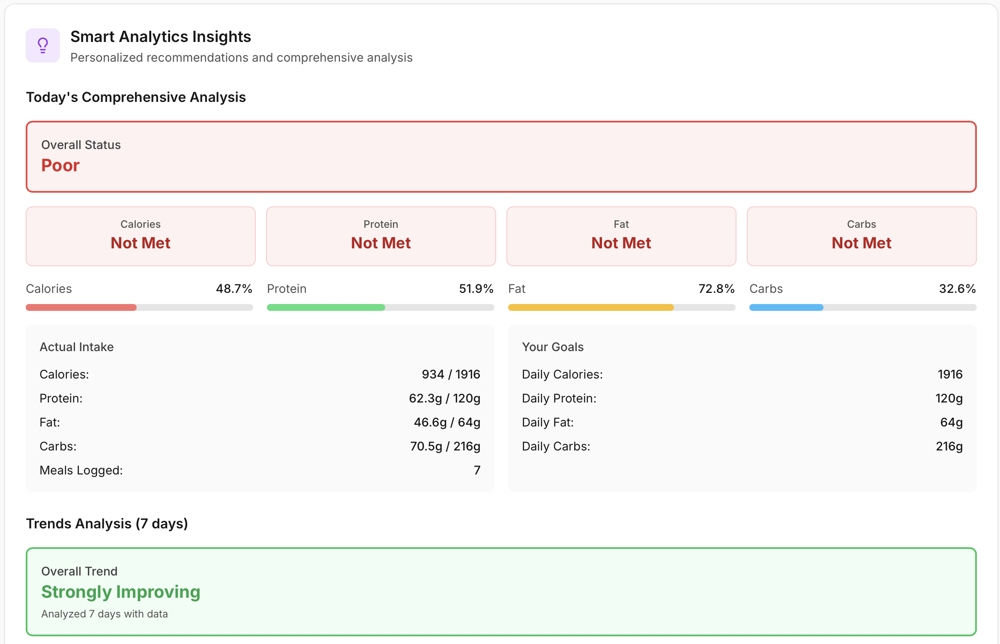 Smart Analytics Insights
Personalized recommendations and comprehensive analysis
Today's Comprehensive Analysis
Overall Status
Poor
Calories
Not Met
Protein
Not Met
Fat
Not Met
Carbs
Not Met
Calories 48.7%
Protein 51.9%
Fat 72.8%
Carbs 32.6%
Actual Intake
Calories: 934 / 1916
Protein: 62.3g / 120g
Fat: 46.6g / 64g
Carbs: 70.5g / 216g
Meals Logged: 7
Your Goals
Daily Calories: 1916
Daily Protein: 120g
Daily Fat: 64g
Daily Carbs: 216g
Trends Analysis (7 days)
Overall Trend
Strongly Improving
Analyzed 7 days with data